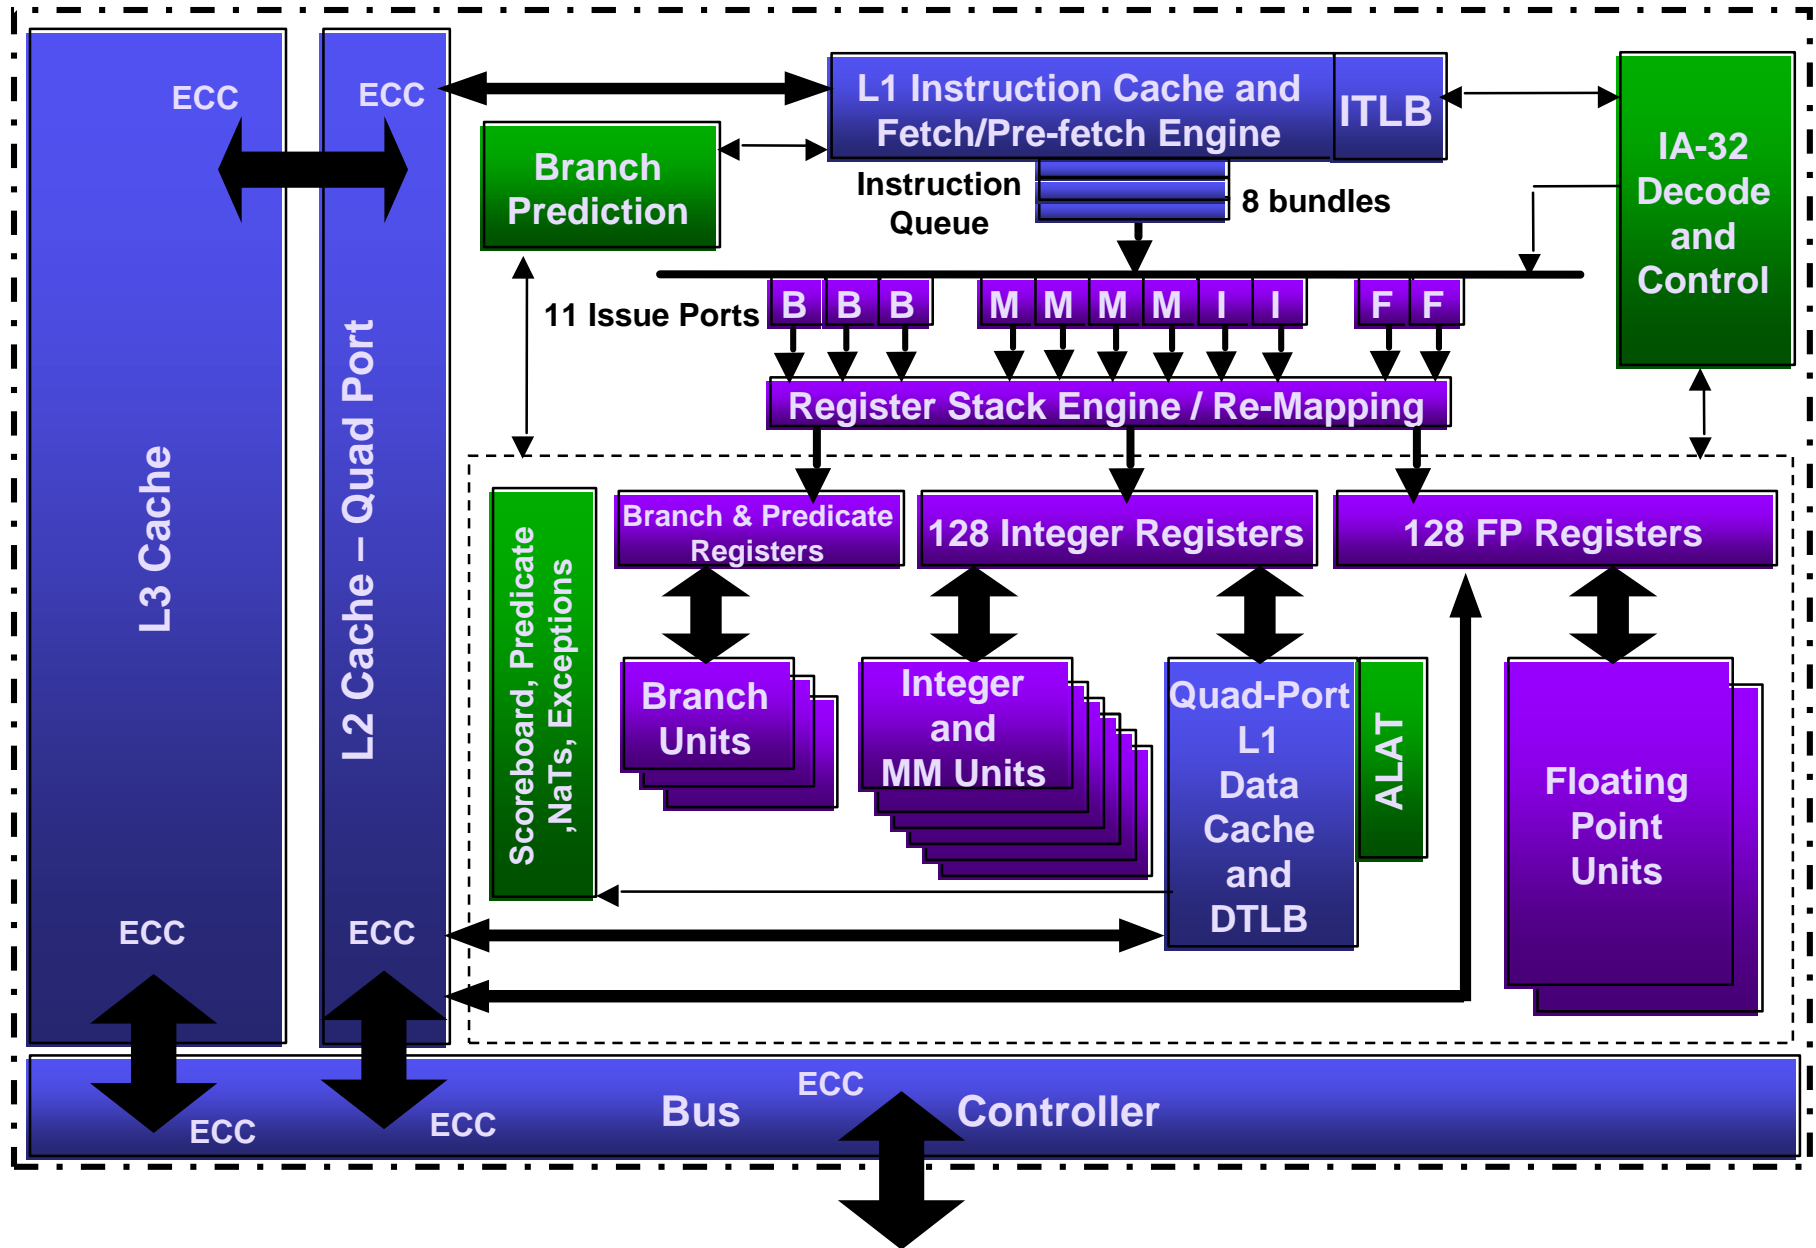 ECC
ECC
L1 Instruction Cache and
Fetch/Pre-fetch Engine
ITLB
IA-32
Decode
and
Control
Branch
Prediction
Instruction
Queue
8 bundles
11 Issue Ports
B B B M M M M I I F F
Register Stack Engine / Re-Mapping
L3 Cache
L2 Cache – Quad Port
Scoreboard, Predicate
,NaTs, Exceptions
Branch & Predicate
Registers
128 Integer Registers
128 FP Registers
Branch
Units
Integer
and
MM Units
Quad-Port
L1
Data
Cache
and
DTLB
ALAT
Floating
Point
Units
ECC
ECC
ECC
ECC
ECC
Bus Controller